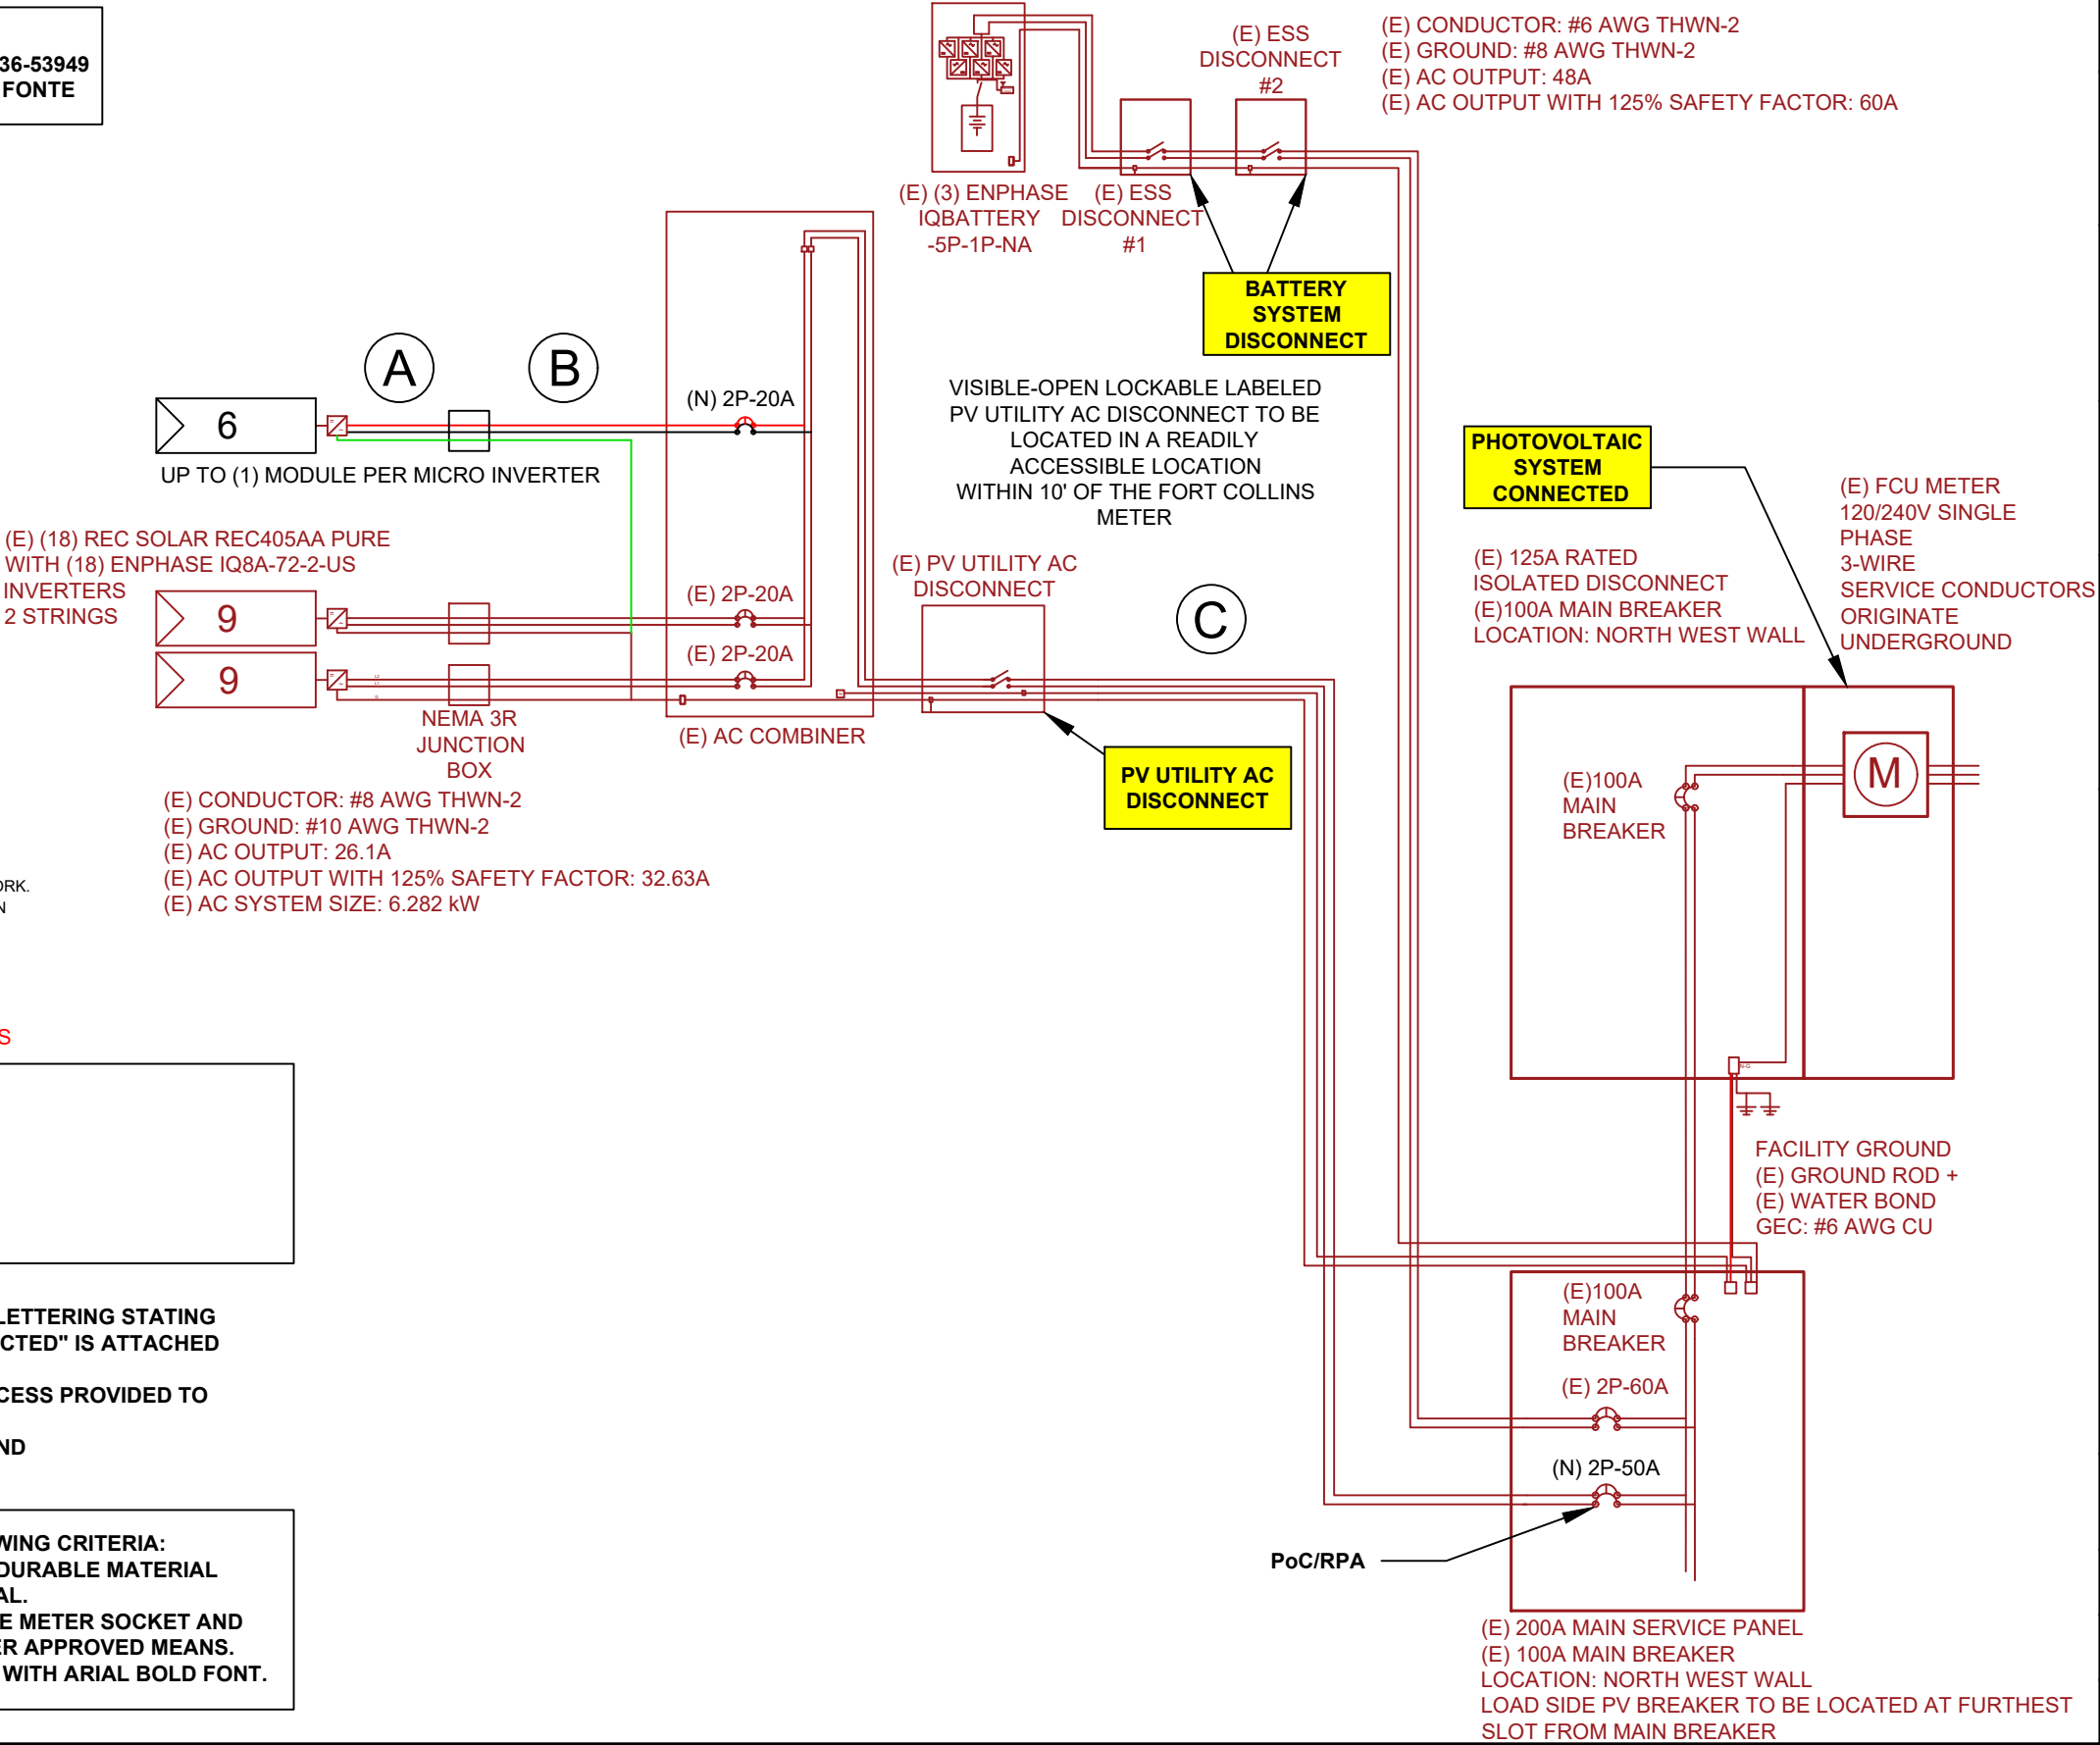 36-53949
FONTE
(E) ESS
DISCONNECT
#2
(E) CONDUCTOR: #6 AWG THWN-2
(E) GROUND: #8 AWG THWN-2
(E) AC OUTPUT: 48A
(E) AC OUTPUT WITH 125% SAFETY FACTOR: 60A
(E) (3) ENPHASE
IQBATTERY
-5P-1P-NA
(E) ESS
DISCONNECT
#1
BATTERY
SYSTEM
DISCONNECT
A
B
6
(N) 2P-20A
UP TO (1) MODULE PER MICRO INVERTER
VISIBLE-OPEN LOCKABLE LABELED
PV UTILITY AC DISCONNECT TO BE
LOCATED IN A READILY
ACCESSIBLE LOCATION
WITHIN 10' OF THE FORT COLLINS
METER
PHOTOVOLTAIC
SYSTEM
CONNECTED
(E) FCU METER
120/240V SINGLE
PHASE
3-WIRE
SERVICE CONDUCTORS
ORIGINATE
UNDERGROUND
(E) 125A RATED
ISOLATED DISCONNECT
(E)100A MAIN BREAKER
LOCATION: NORTH WEST WALL
(E) (18) REC SOLAR REC405AA PURE
WITH (18) ENPHASE IQ8A-72-2-US
INVERTERS
2 STRINGS
9
(E) 2P-20A
9
(E) 2P-20A
(E) PV UTILITY AC
DISCONNECT
C
NEMA 3R
JUNCTION
BOX
(E) AC COMBINER
PV UTILITY AC
DISCONNECT
(E) CONDUCTOR: #8 AWG THWN-2
(E) GROUND: #10 AWG THWN-2
(E) AC OUTPUT: 26.1A
(E) AC OUTPUT WITH 125% SAFETY FACTOR: 32.63A
(E) AC SYSTEM SIZE: 6.282 kW
(E)100A
MAIN
BREAKER
M
ORK.
N
S
N-G
FACILITY GROUND
(E) GROUND ROD +
(E) WATER BOND
GEC: #6 AWG CU
LETTERING STATING
CTED" IS ATTACHED
CESS PROVIDED TO
ND
(E)100A
MAIN
BREAKER
(E) 2P-60A
(N) 2P-50A
PoC/RPA
WING CRITERIA:
DURABLE MATERIAL
AL.
E METER SOCKET AND
ER APPROVED MEANS.
WITH ARIAL BOLD FONT.
(E) 200A MAIN SERVICE PANEL
(E) 100A MAIN BREAKER
LOCATION: NORTH WEST WALL
LOAD SIDE PV BREAKER TO BE LOCATED AT FURTHEST
SLOT FROM MAIN BREAKER